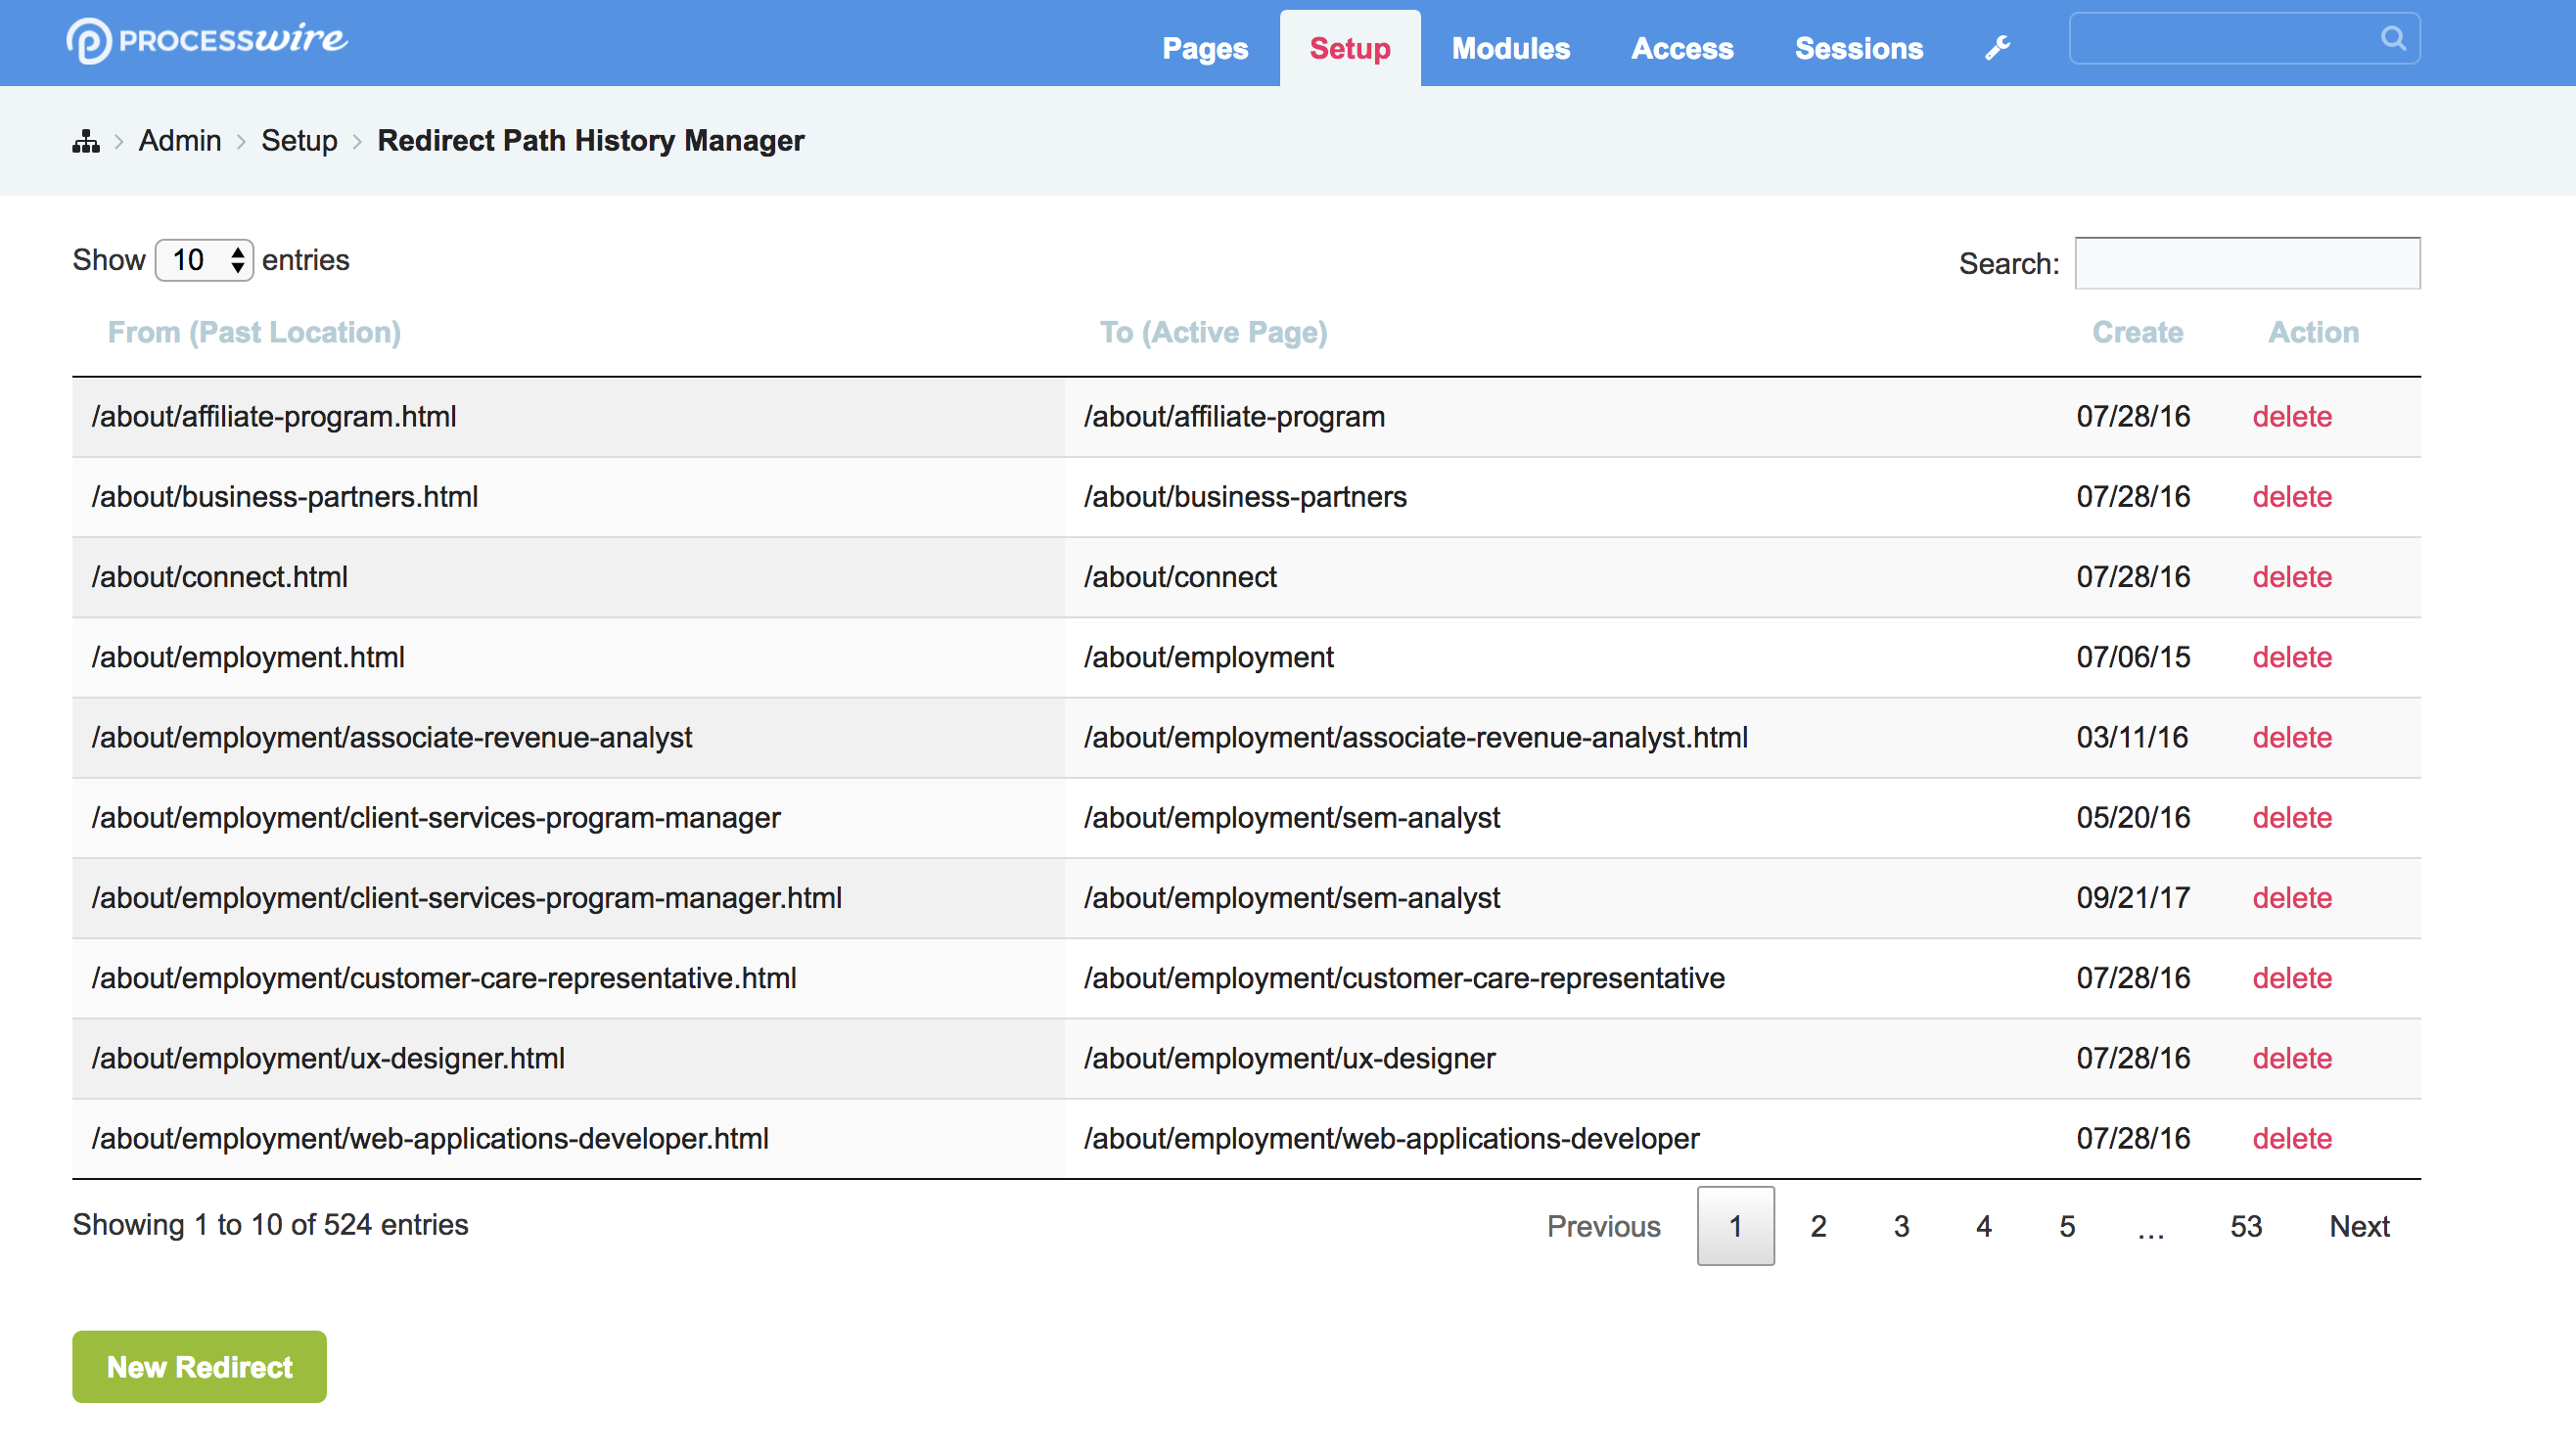 PROCESSwire Pages Setup Modules Access Sessions
Admin > Setup > Redirect Path History Manager
Show 10 entries Search:
From (Past Location) To (Active Page) Create Action
/about/affiliate-program.html /about/affiliate-program 07/28/16 delete
/about/business-partners.html /about/business-partners 07/28/16 delete
/about/connect.html /about/connect 07/28/16 delete
/about/employment.html /about/employment 07/06/15 delete
/about/employment/associate-revenue-analyst /about/employment/associate-revenue-analyst.html 03/11/16 delete
/about/employment/client-services-program-manager /about/employment/sem-analyst 05/20/16 delete
/about/employment/client-services-program-manager.html /about/employment/sem-analyst 09/21/17 delete
/about/employment/customer-care-representative.html /about/employment/customer-care-representative 07/28/16 delete
/about/employment/ux-designer.html /about/employment/ux-designer 07/28/16 delete
/about/employment/web-applications-developer.html /about/employment/web-applications-developer 07/28/16 delete
Showing 1 to 10 of 524 entries Previous 1 2 3 4 5 ... 53 Next
New Redirect